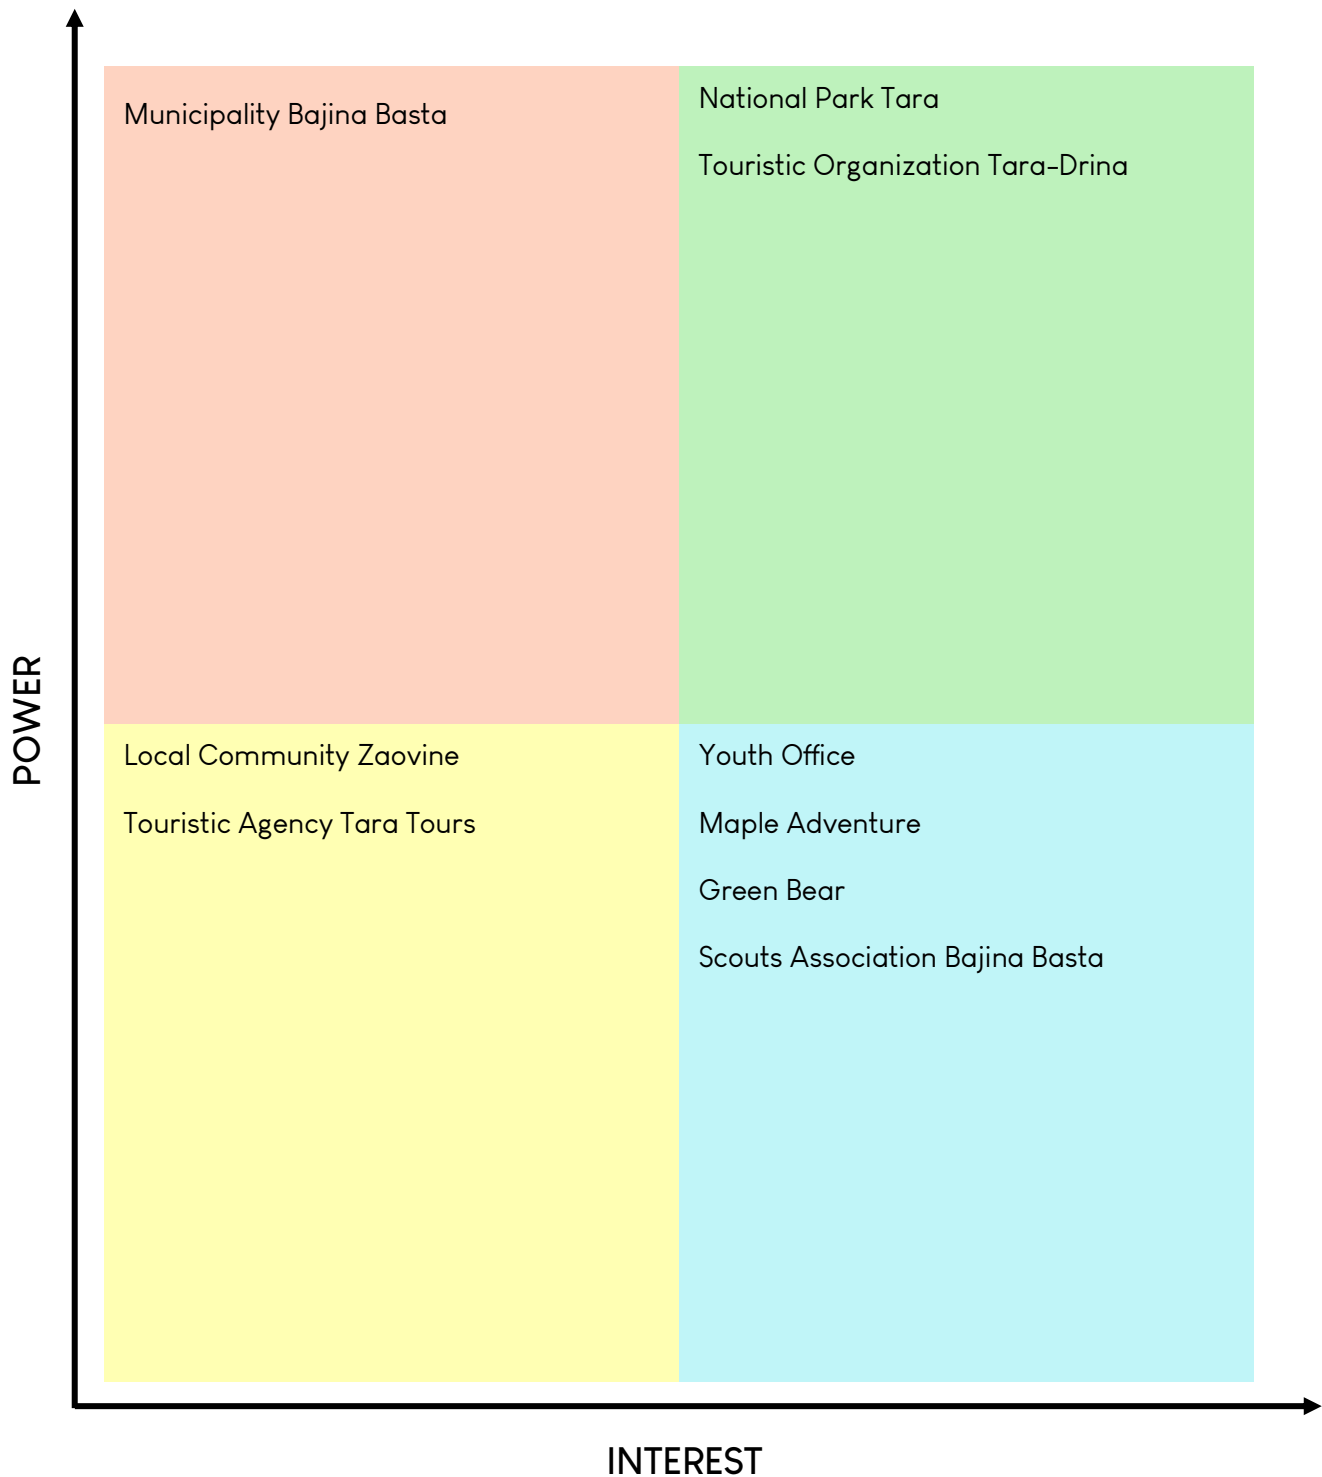 Municipality Bajina Basta
National Park Tara
Touristic Organization Tara-Drina
POWER
Local Community Zaovine
Touristic Agency Tara Tours
Youth Office
Maple Adventure
Green Bear
Scouts Association Bajina Basta
INTEREST